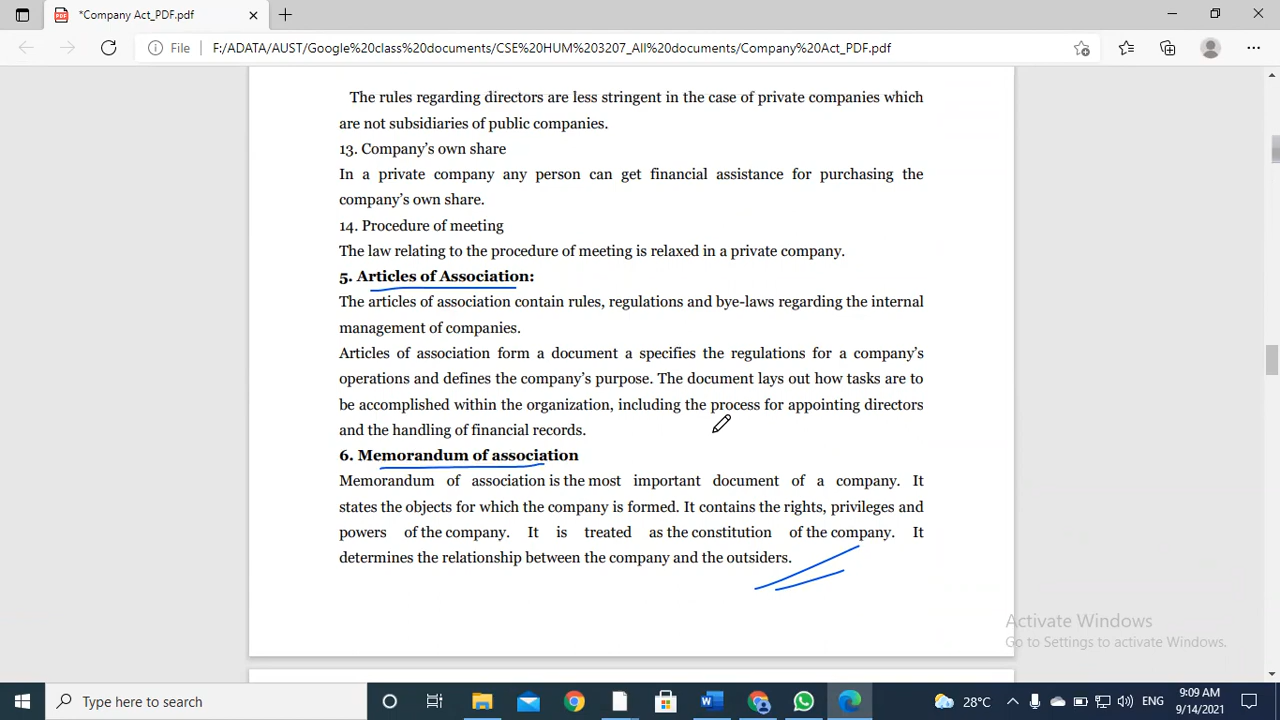 *Company Act_PDF.pdf
File
F:/ADATA/AUST/Google%20class%20documents/CSE%20HUM%203207_All%20documents/Company%20Act_PDF.pdf
The rules regarding directors are less stringent in the case of private companies which
are not subsidiaries of public companies.
13. Company's own share
In a private company any person can get financial assistance for purchasing the
company's own share.
14. Procedure of meeting
The law relating to the procedure of meeting is relaxed in a private company.
5. Articles of Association:
The articles of association contain rules, regulations and bye-laws regarding the internal
management of companies.
Articles of association form a document a specifies the regulations for a company's
operations and defines the company's purpose. The document lays out how tasks are to
be accomplished within the organization, including the process for appointing directors
and the handling of financial records.
6. Memorandum of association
Memorandum of association is the most important document of a company. It
states the objects for which the company is formed. It contains the rights, privileges and
powers of the company. It is treated as the constitution of the company. It
determines the relationship between the company and the outsiders.
Activate Windows
Go to Settings to activate Windows.
Type here to search
28°C
ENG
9:09 AM
9/14/2021